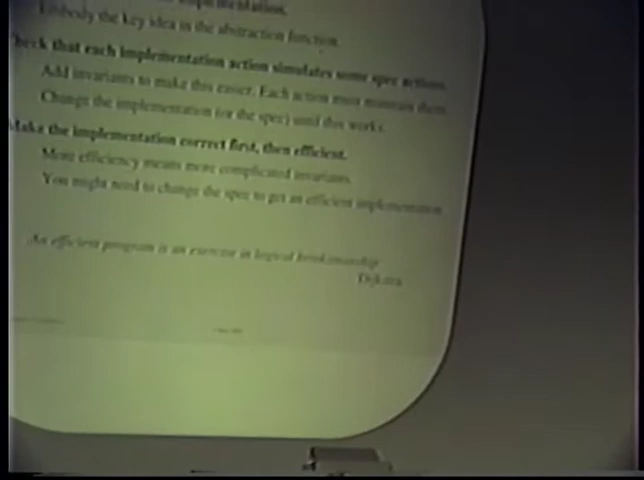 implementation.
Embody the key idea in the abstraction function.
heck that each implementation action simulates some spec actions.
Add invariants to make this easier. Each action must maintain them.
Change the implementation (or the spec) until this works.
Make the implementation correct first, then efficient.
More efficiency means more complicated invariants.
You might need to change the spec to get an efficient implementation.
An efficient program is an exercise in logical brinkmanship
Dijkstra